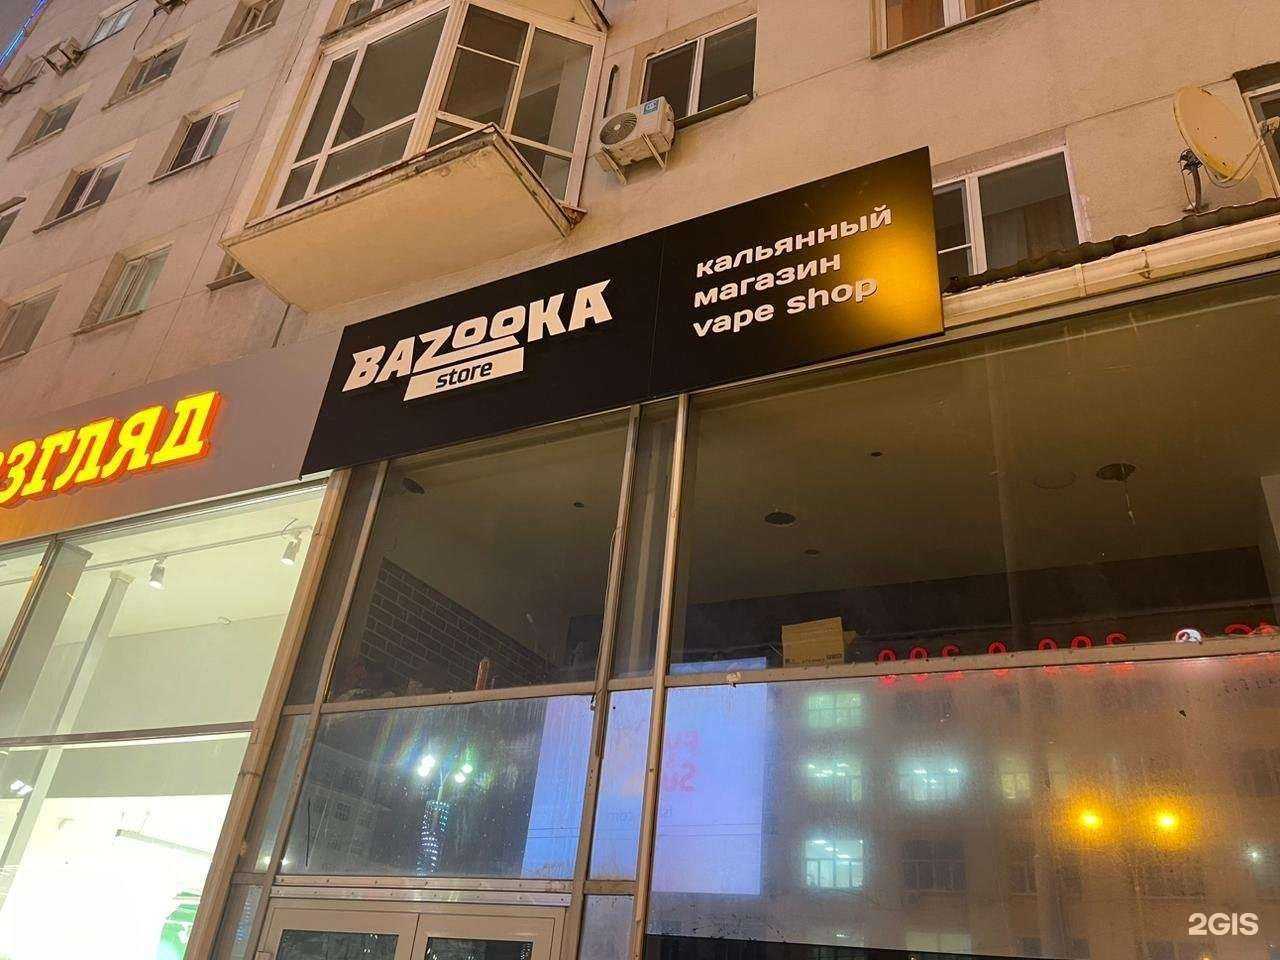 BAZOOKA
store
кальянный
магазин
vape shop
ВЗГЛЯД
2GIS